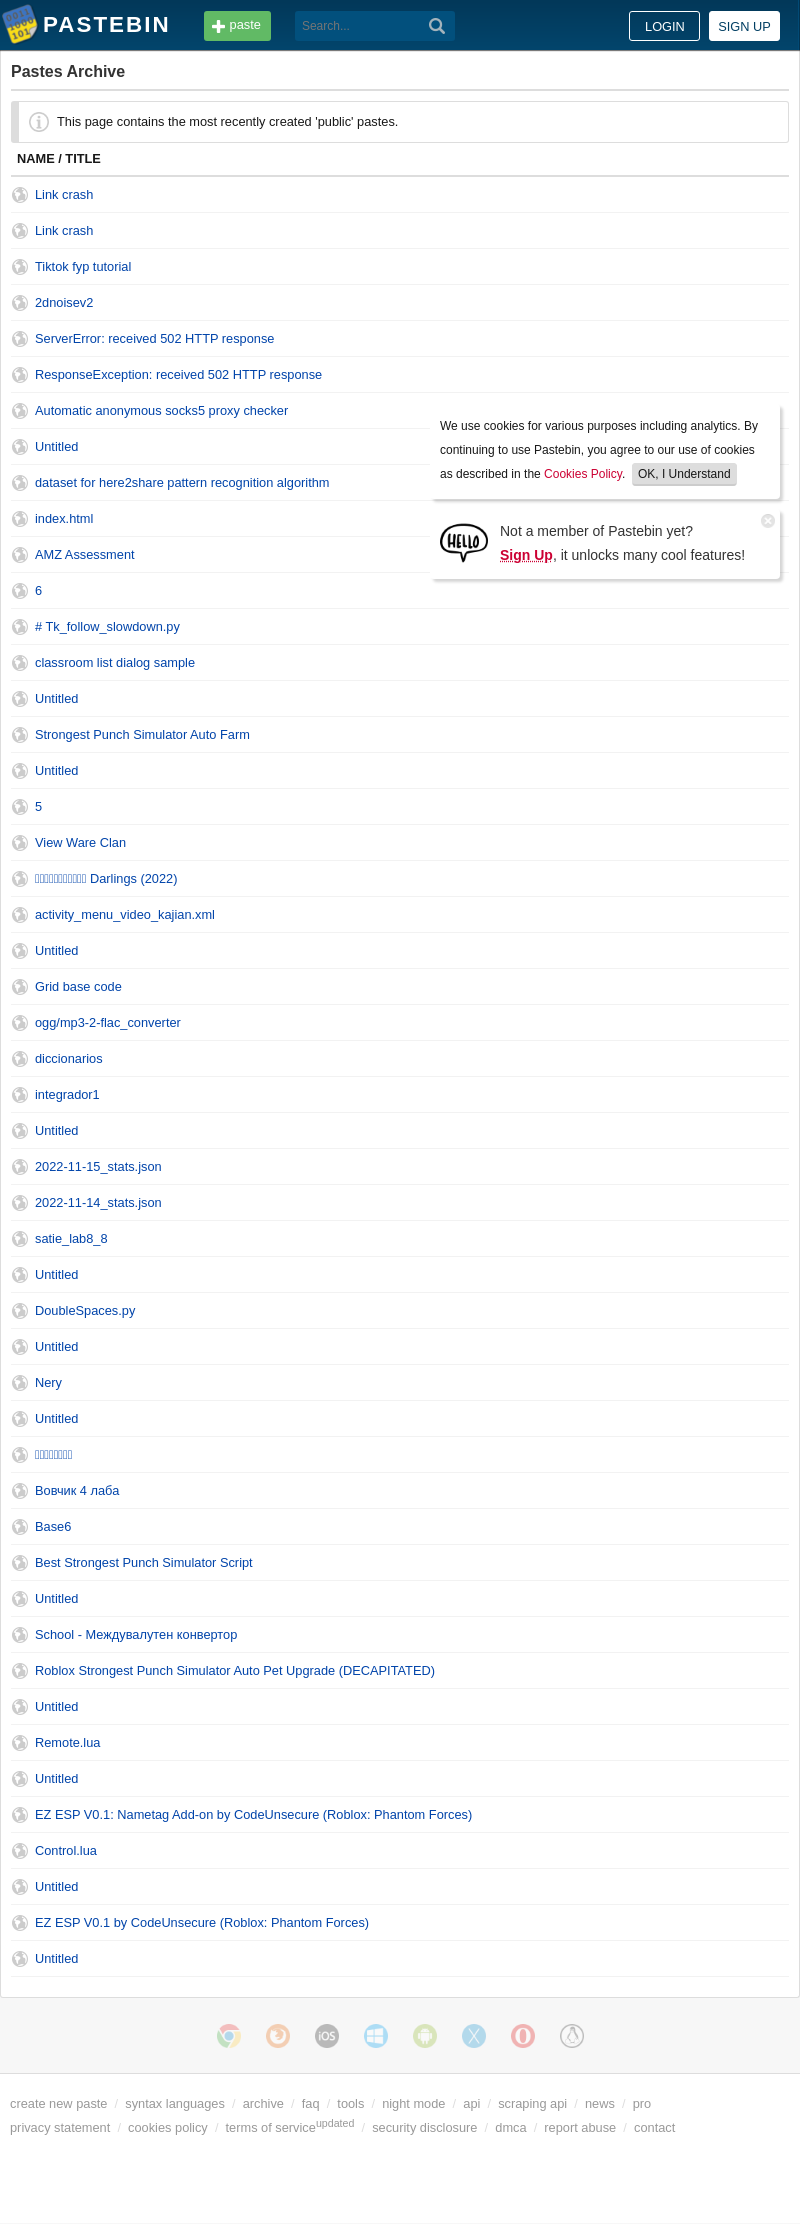 PASTEBIN
paste
Search...
LOGIN
SIGN UP
Pastes Archive
This page contains the most recently created 'public' pastes.
NAME / TITLE
Link crash
Link crash
Tiktok fyp tutorial
2dnoisev2
ServerError: received 502 HTTP response
ResponseException: received 502 HTTP response
Automatic anonymous socks5 proxy checker
Untitled
dataset for here2share pattern recognition algorithm
index.html
AMZ Assessment
We use cookies for various purposes including analytics. By
continuing to use Pastebin, you agree to our use of cookies
as described in the Cookies Policy. OK, I Understand
Not a member of Pastebin yet?
Sign Up, it unlocks many cool features!
HELLO
6
# Tk_follow_slowdown.py
classroom list dialog sample
Untitled
Strongest Punch Simulator Auto Farm
Untitled
5
View Ware Clan
Darlings (2022)
activity_menu_video_kajian.xml
Untitled
Grid base code
ogg/mp3-2-flac_converter
diccionarios
integrador1
Untitled
2022-11-15_stats.json
2022-11-14_stats.json
satie_lab8_8
Untitled
DoubleSpaces.py
Untitled
Nery
Untitled
Вовчик 4 лаба
Base6
Best Strongest Punch Simulator Script
Untitled
School - Междувалутен конвертор
Roblox Strongest Punch Simulator Auto Pet Upgrade (DECAPITATED)
Untitled
Remote.lua
Untitled
EZ ESP V0.1: Nametag Add-on by CodeUnsecure (Roblox: Phantom Forces)
Control.lua
Untitled
EZ ESP V0.1 by CodeUnsecure (Roblox: Phantom Forces)
Untitled
iOS
create new paste / syntax languages / archive / faq / tools / night mode / api / scraping api / news / pro
privacy statement / cookies policy / terms of service updated / security disclosure / dmca / report abuse / contact